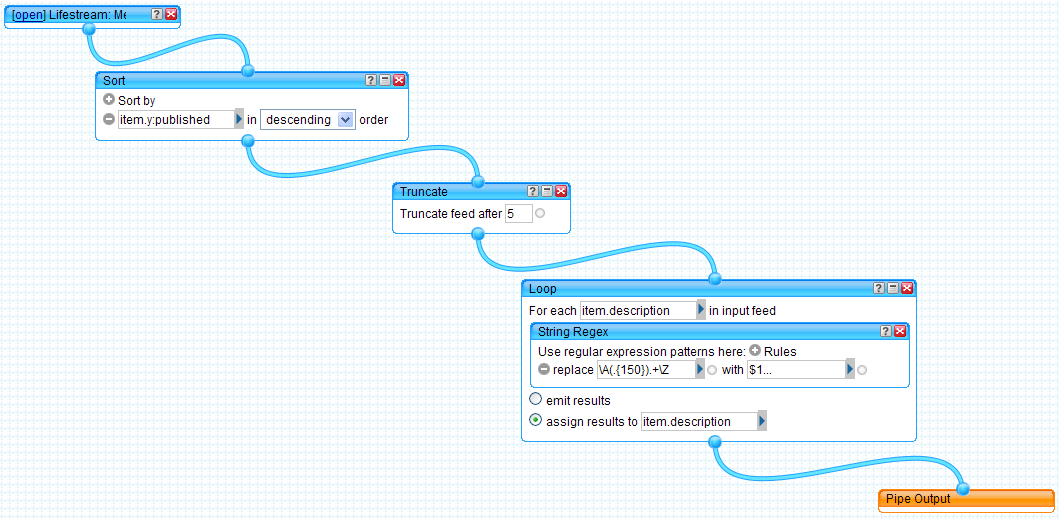 [open] Lifestream: Me
Sort
Sort by
item.y:published in descending order
Truncate
Truncate feed after 5
Loop
For each item.description in input feed
String Regex
Use regular expression patterns here: Rules
replace \A(.{150}).+\Z with $1...
emit results
assign results to item.description
Pipe Output